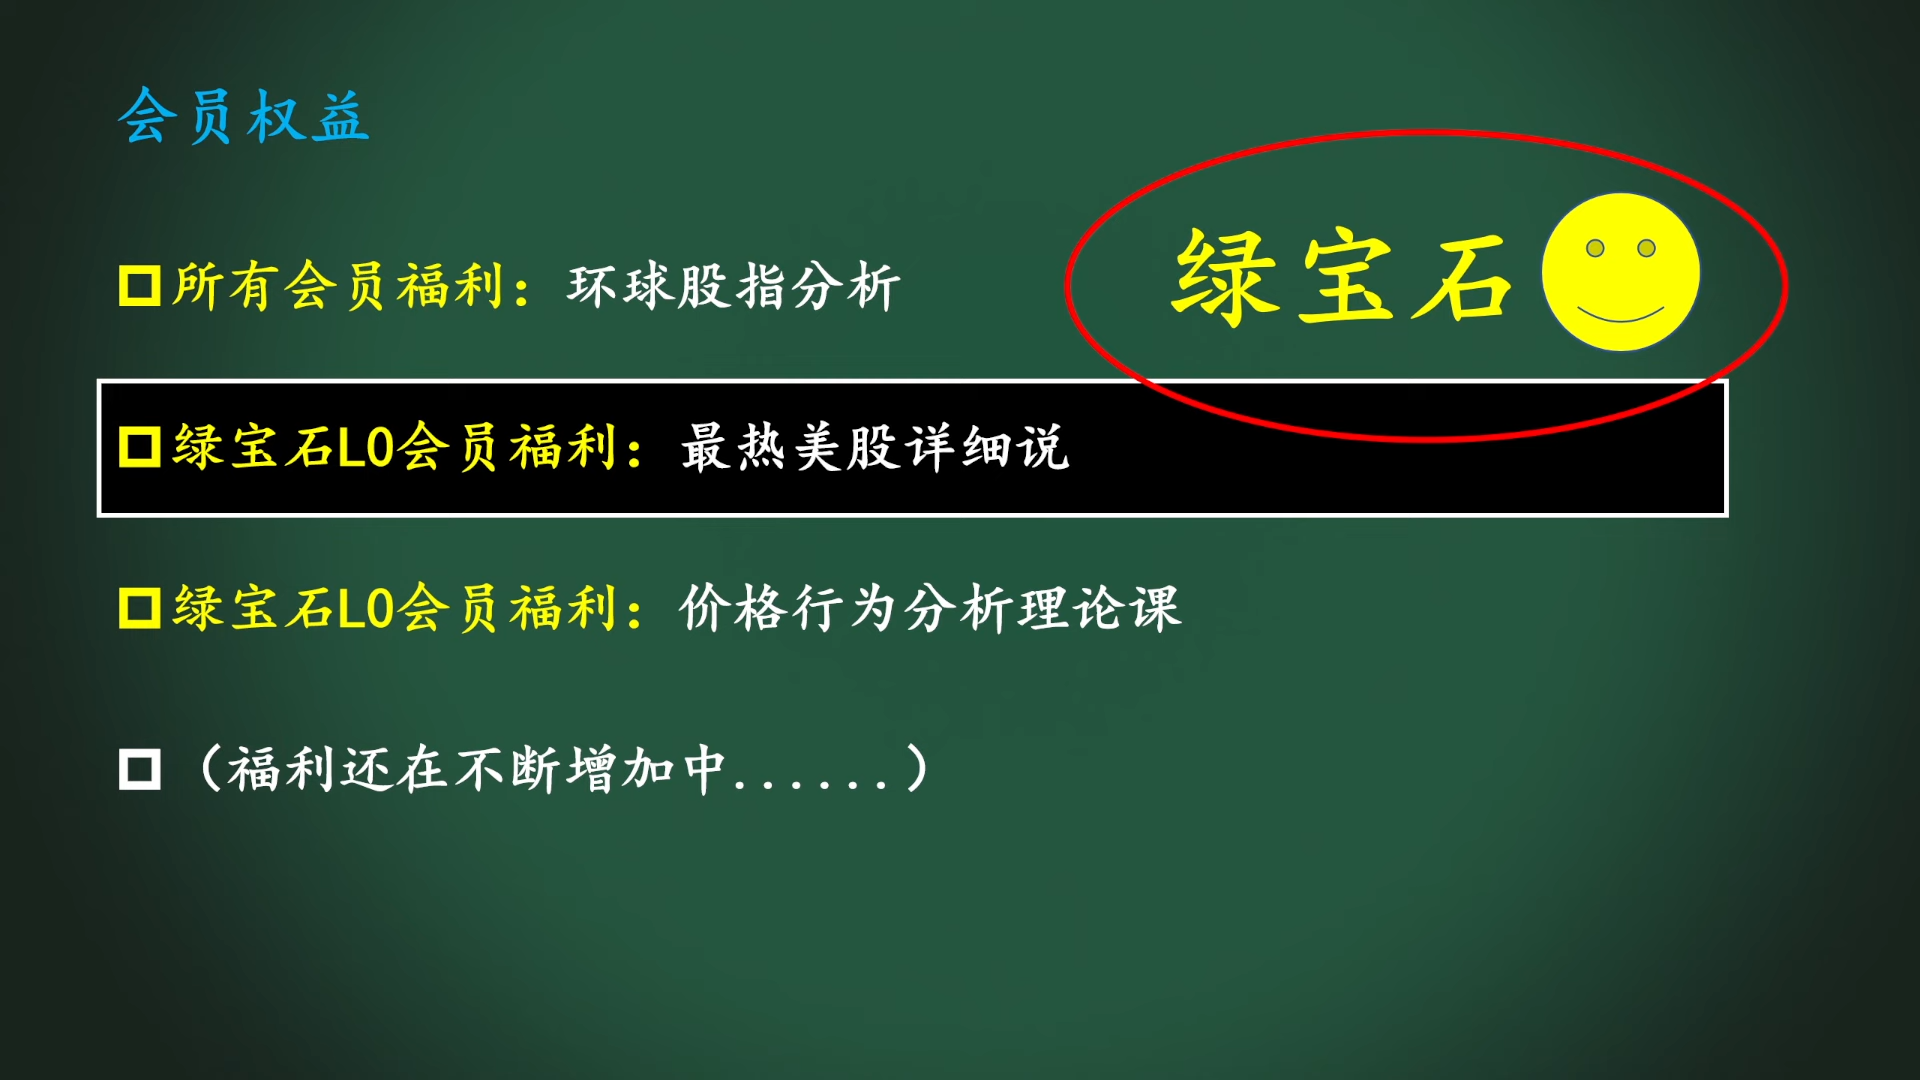 会员权益
所有会员福利：环球股指分析
绿宝石
绿宝石L0会员福利：最热美股详细说
绿宝石L0会员福利：价格行为分析理论课
（福利还在不断增加中......）